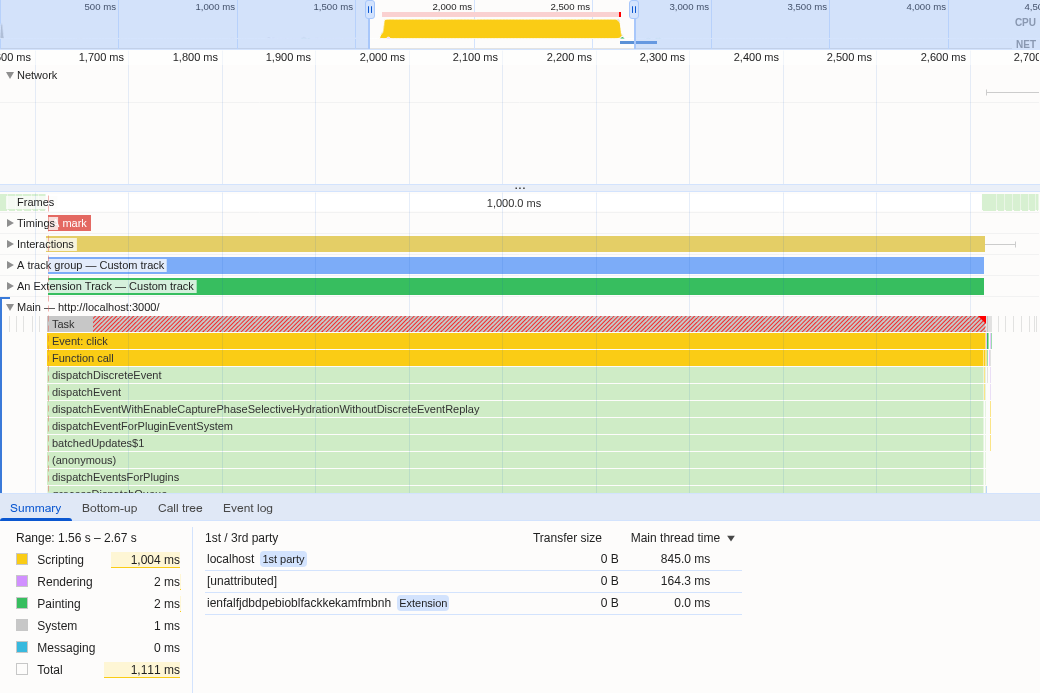 500 ms 1,000 ms 1,500 ms 2,000 ms 2,500 ms 3,000 ms 3,500 ms 4,000 ms
CPU
NET
1,700 ms 1,800 ms 1,900 ms 2,000 ms 2,100 ms 2,200 ms 2,300 ms 2,400 ms 2,500 ms 2,600 ms
Network
...
Frames 1,000.0 ms
Timings mark
Interactions
A track group — Custom track
An Extension Track — Custom track
Main — http://localhost:3000/
Task
Event: click
Function call
dispatchDiscreteEvent
dispatchEvent
dispatchEventWithEnableCapturePhaseSelectiveHydrationWithoutDiscreteEventReplay
dispatchEventForPluginEventSystem
batchedUpdates$1
(anonymous)
dispatchEventsForPlugins
processDispatchQueue
Summary Bottom-up Call tree Event log
Range: 1.56 s – 2.67 s
Scripting 1,004 ms
Rendering 2 ms
Painting 2 ms
System 1 ms
Messaging 0 ms
Total 1,111 ms
1st / 3rd party Transfer size Main thread time
localhost 1st party 0 B 845.0 ms
[unattributed] 0 B 164.3 ms
ienfalfjdbdpebioblfackkekamfmbnh Extension 0 B 0.0 ms